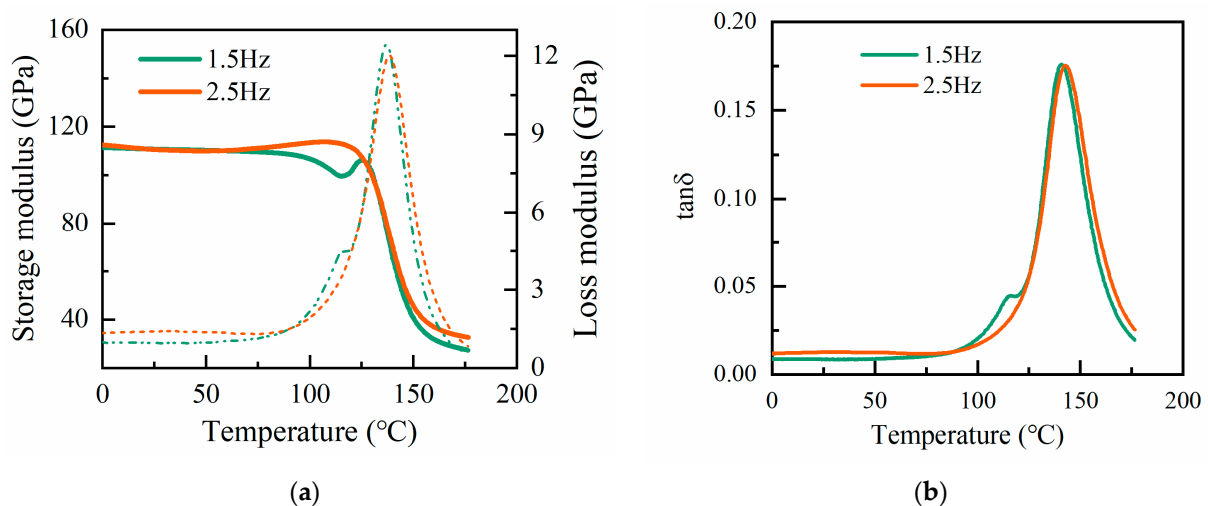 Storage modulus (GPa)
160
120
80
40
1.5Hz
2.5Hz
12
9
6
3
0
Loss modulus (GPa)
0
50
100
150
200
Temperature (℃)
(a)
tanδ
0.20
0.15
0.10
0.05
0.00
1.5Hz
2.5Hz
0
50
100
150
200
Temperature (℃)
(b)